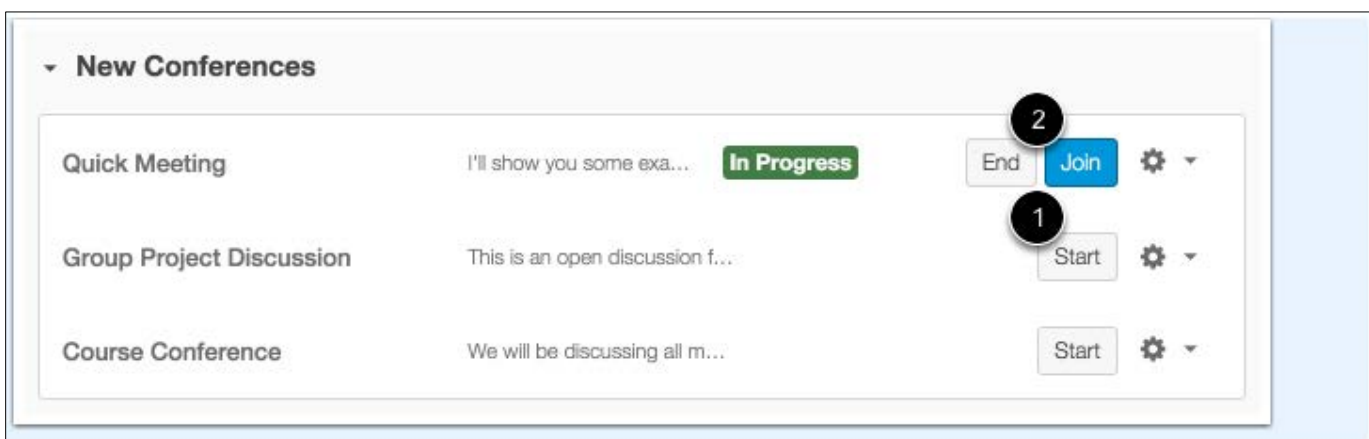 New Conferences
2
Quick Meeting I'll show you some exa... In Progress End Join
1
Group Project Discussion This is an open discussion f... Start
Course Conference We will be discussing all m... Start